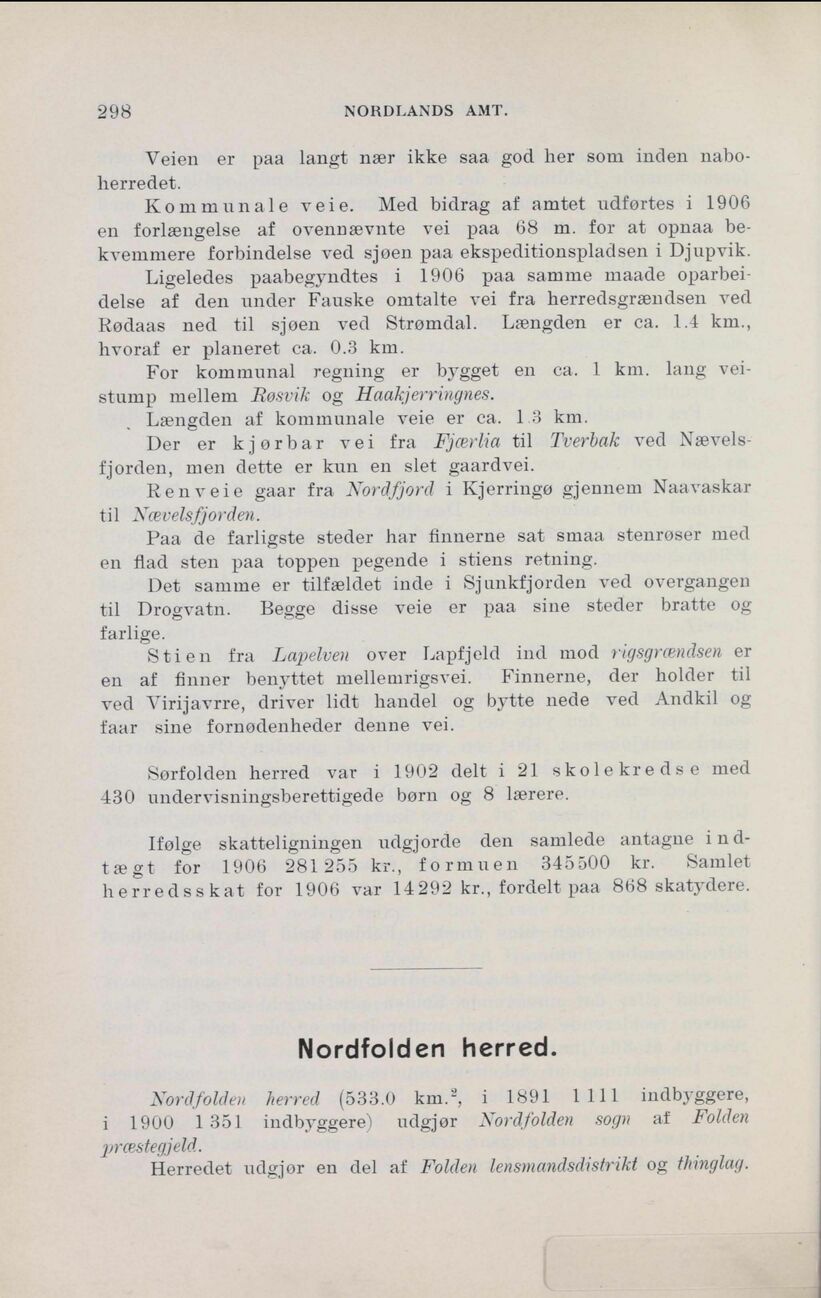 298 NORDLANDS AMT.
Veien er paa langt nær ikke saa god her som inden nabo-
herredet.
Kommunale veie. Med bidrag af amtet udførtes i 1906
en forlængelse af ovennævnte vei paa 68 m. for at opnaa be-
kvemmere forbindelse ved sjøen paa ekspeditionspladsen i Djupvik.
Ligeledes paabegyndtes i 1906 paa samme maade oparbei-
delse af den under Fauske omtalte vei fra herredsgrændsen ved
Rødaas ned til sjøen ved Strømdal. Længden er ca. 1.4 km.,
hvoraf er planeret ca. 0.3 km.
For kommunal regning er bygget en ca. 1 km. lang vei-
stump mellem Røsvik og Haakjerringnes.
Længden af kommunale veie er ca. 1.3 km.
Der er kjørbar vei fra Fjærlia til Tverbak ved Nævels-
fjorden, men dette er kun en slet gaardvei.
Renveie gaar fra Nordfjord i Kjerringø gjennem Naavaskar
til Nævelsfjorden.
Paa de farligste steder har finnerne sat smaa stenrøser med
en flad sten paa toppen pegende i stiens retning.
Det samme er tilfældet inde i Sjunkfjorden ved overgangen
til Drogvatn. Begge disse veie er paa sine steder bratte og
farlige.
Stien fra Lapelven over Lapfjeld ind mod rigsgrændsen er
en af finner benyttet mellemrigsvei. Finnerne, der holder til
ved Virijavrre, driver lidt handel og bytte nede ved Andkil og
faar sine fornødenheder denne vei.
Sørfolden herred var i 1902 delt i 21 skolekredse med
430 undervisningsberettigede børn og 8 lærere.
Ifølge skatteligningen udgjorde den samlede antagne ind-
tægt for 1906 281 255 kr., formuen 345 500 kr. Samlet
herredsskat for 1906 var 14 292 kr., fordelt paa 868 skatydere.
Nordfolden herred.
Nordfolden herred (533.0 km.², i 1891 1 111 indbyggere,
i 1900 1 351 indbyggere) udgjør Nordfolden sogn af Folden
præstegjeld.
Herredet udgjør en del af Folden lensmandsdistrikt og thinglag.